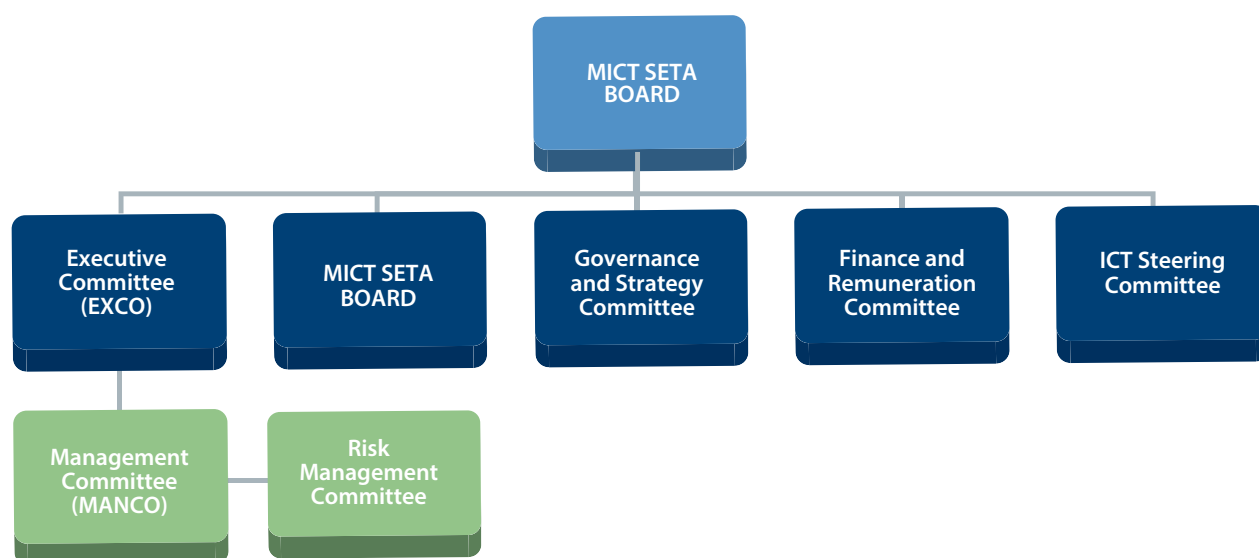 MICT SETA
BOARD
Executive
Committee
(EXCO)
MICT SETA
BOARD
Governance
and Strategy
Committee
Finance and
Remuneration
Committee
ICT Steering
Committee
Management
Committee
(MANCO)
Risk
Management
Committee